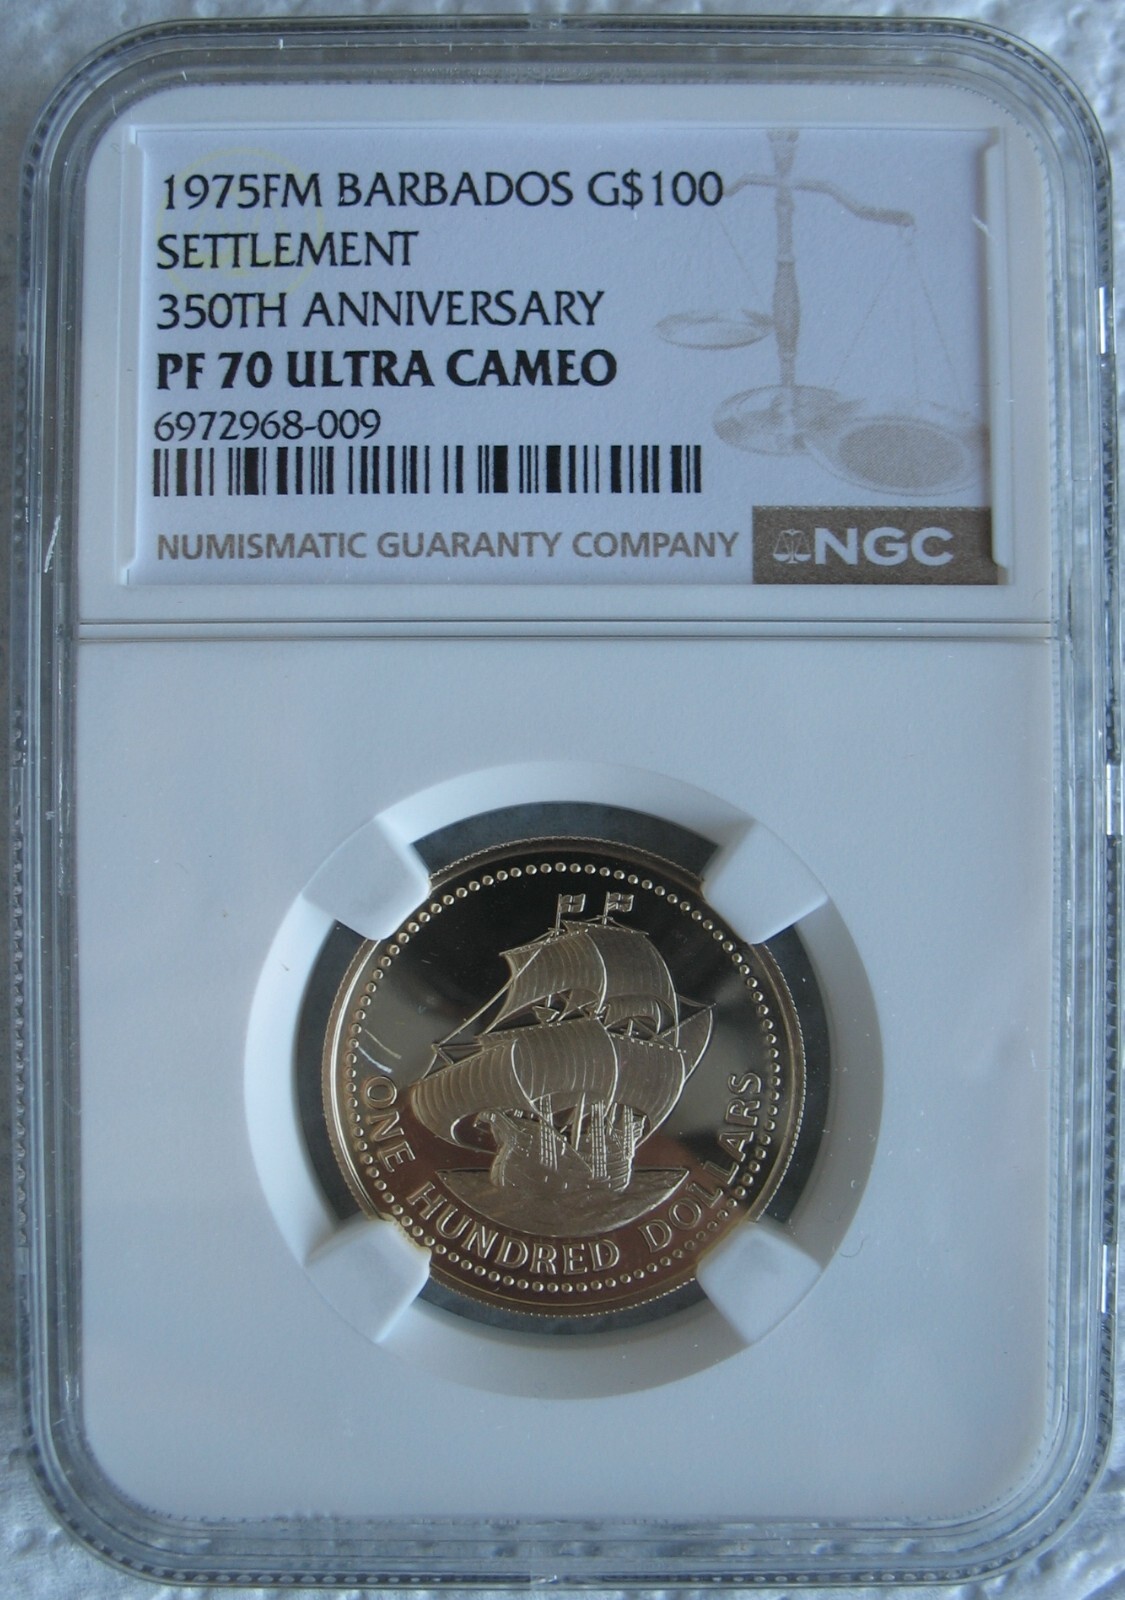 1975FM BARBADOS G$100
SETTLEMENT
350TH ANNIVERSARY
PF 70 ULTRA CAMEO
6972968-009
NUMISMATIC GUARANTY COMPANY NGC
ONE HUNDRED DOLLARS